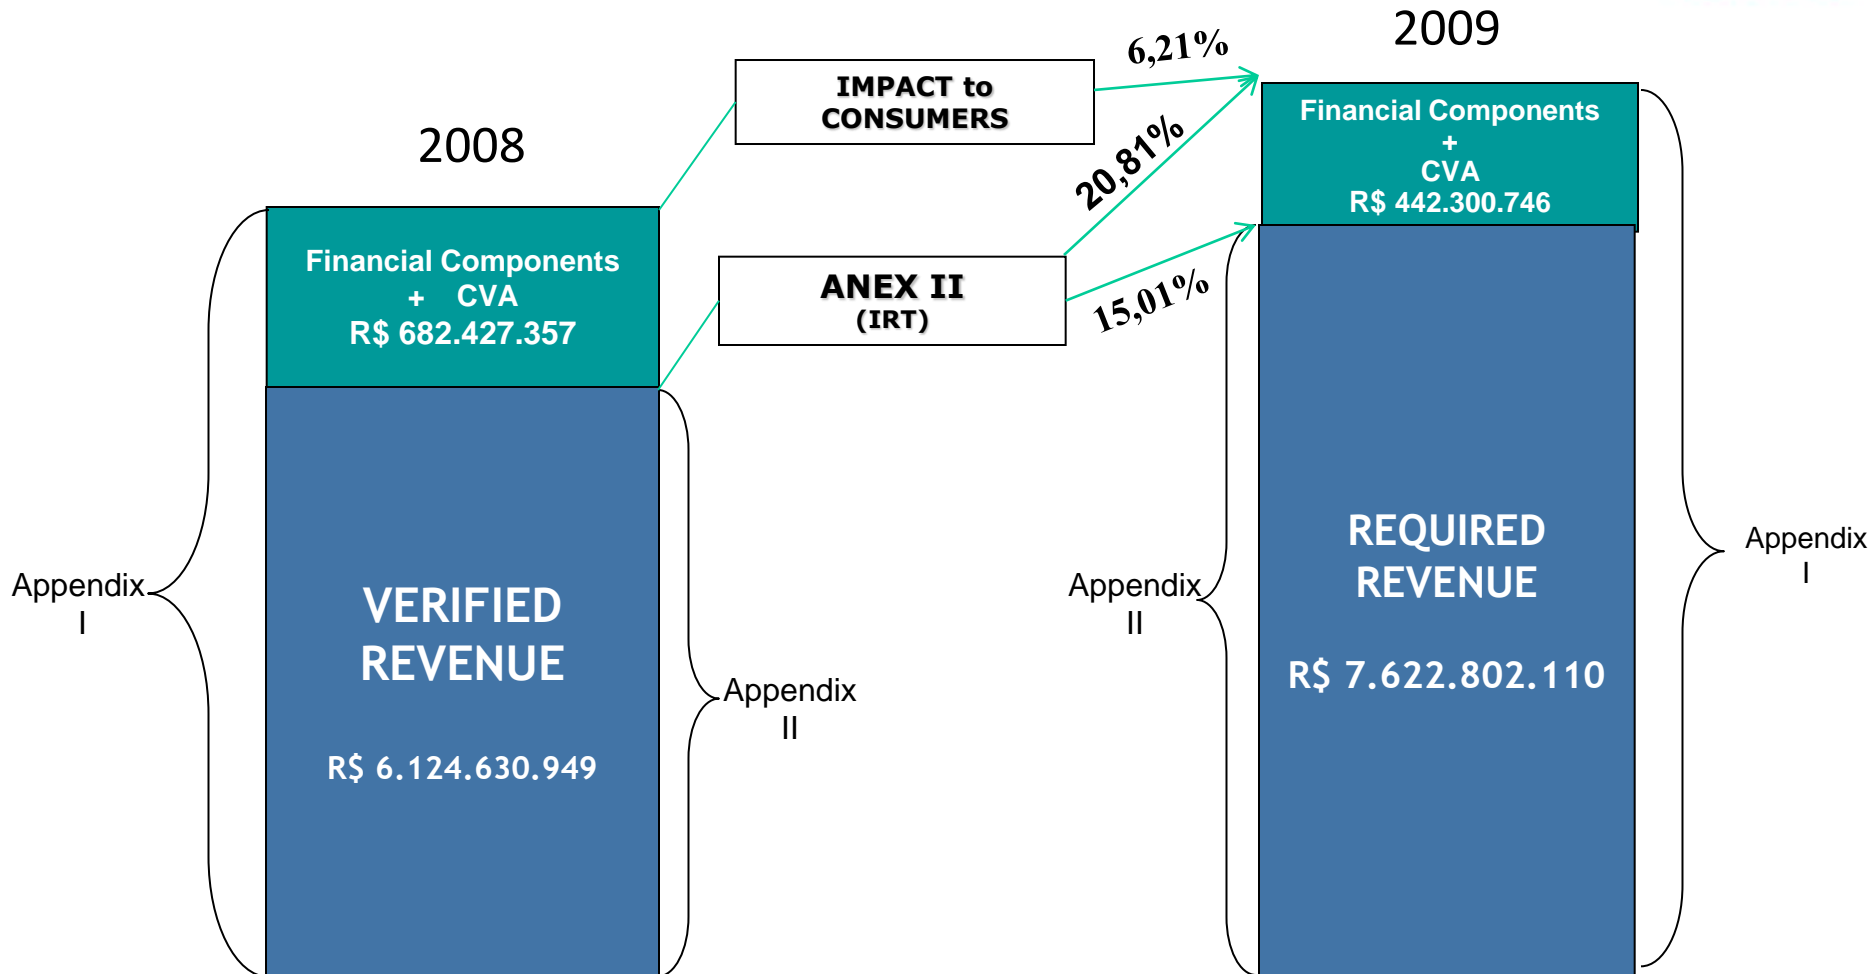 2008
2009
IMPACT to
CONSUMERS
6,21%
20,81%
ANEX II
(IRT)
15,01%
Financial Components
+ CVA
R$ 682.427.357
VERIFIED
REVENUE
R$ 6.124.630.949
Appendix
I
Appendix
II
Financial Components
+
CVA
R$ 442.300.746
REQUIRED
REVENUE
R$ 7.622.802.110
Appendix
II
Appendix
I